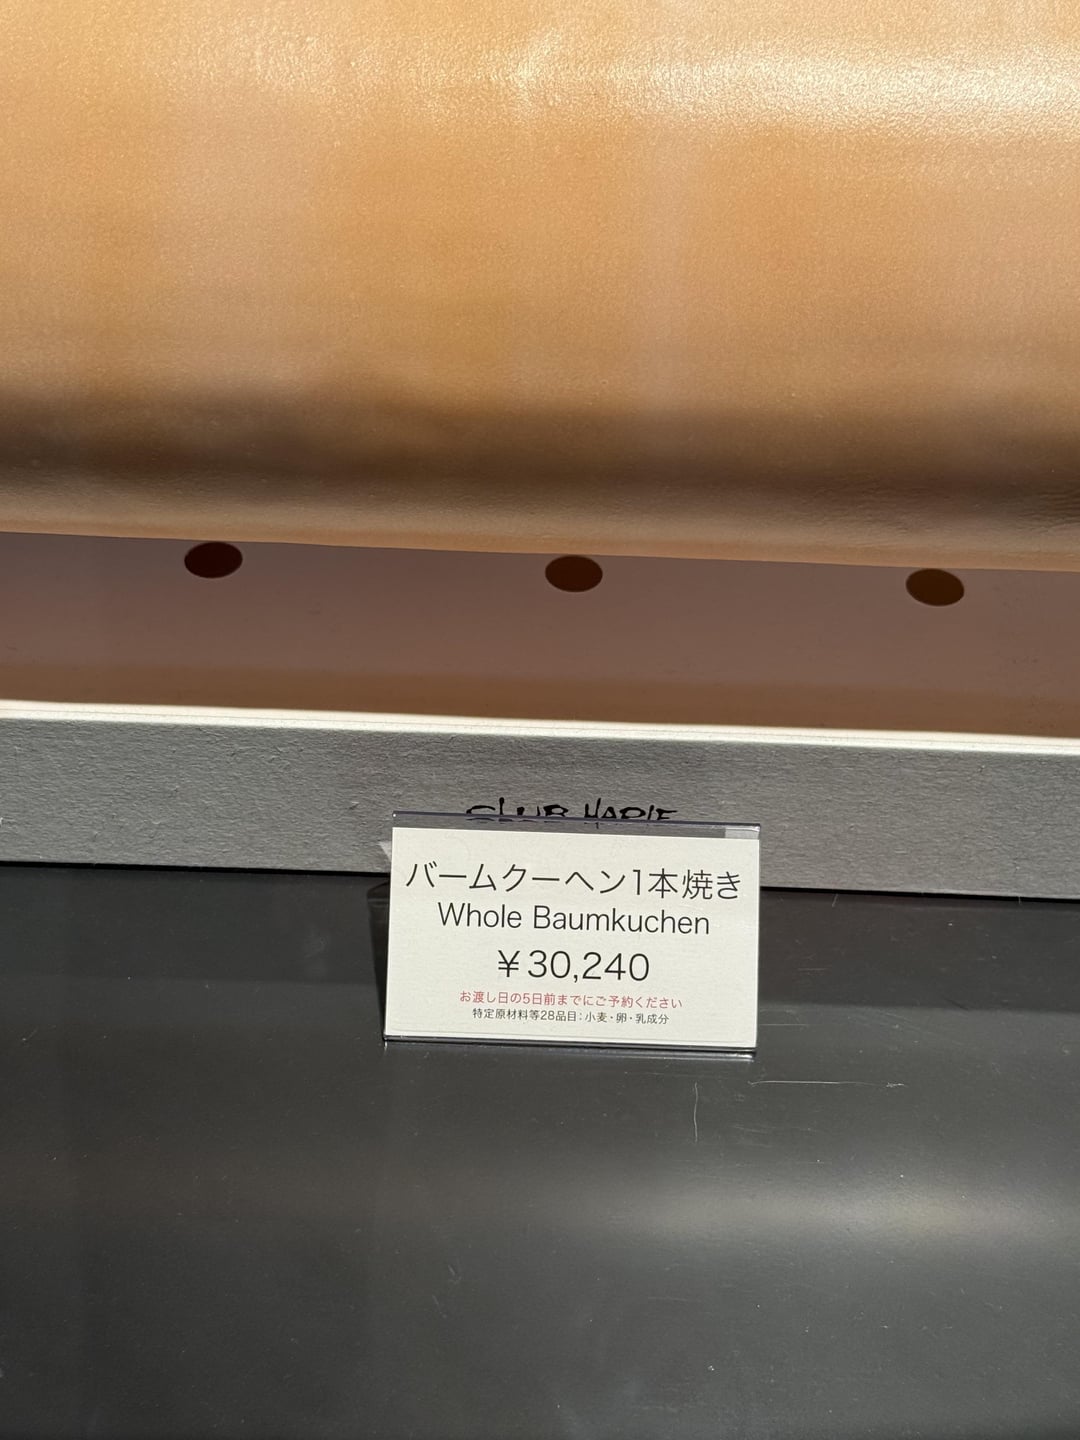 CLUB HARIE
バームクーヘン1本焼き
Whole Baumkuchen
￥30,240
お渡し日の5日前までにご予約ください
特定原材料等28品目：小麦・卵・乳成分